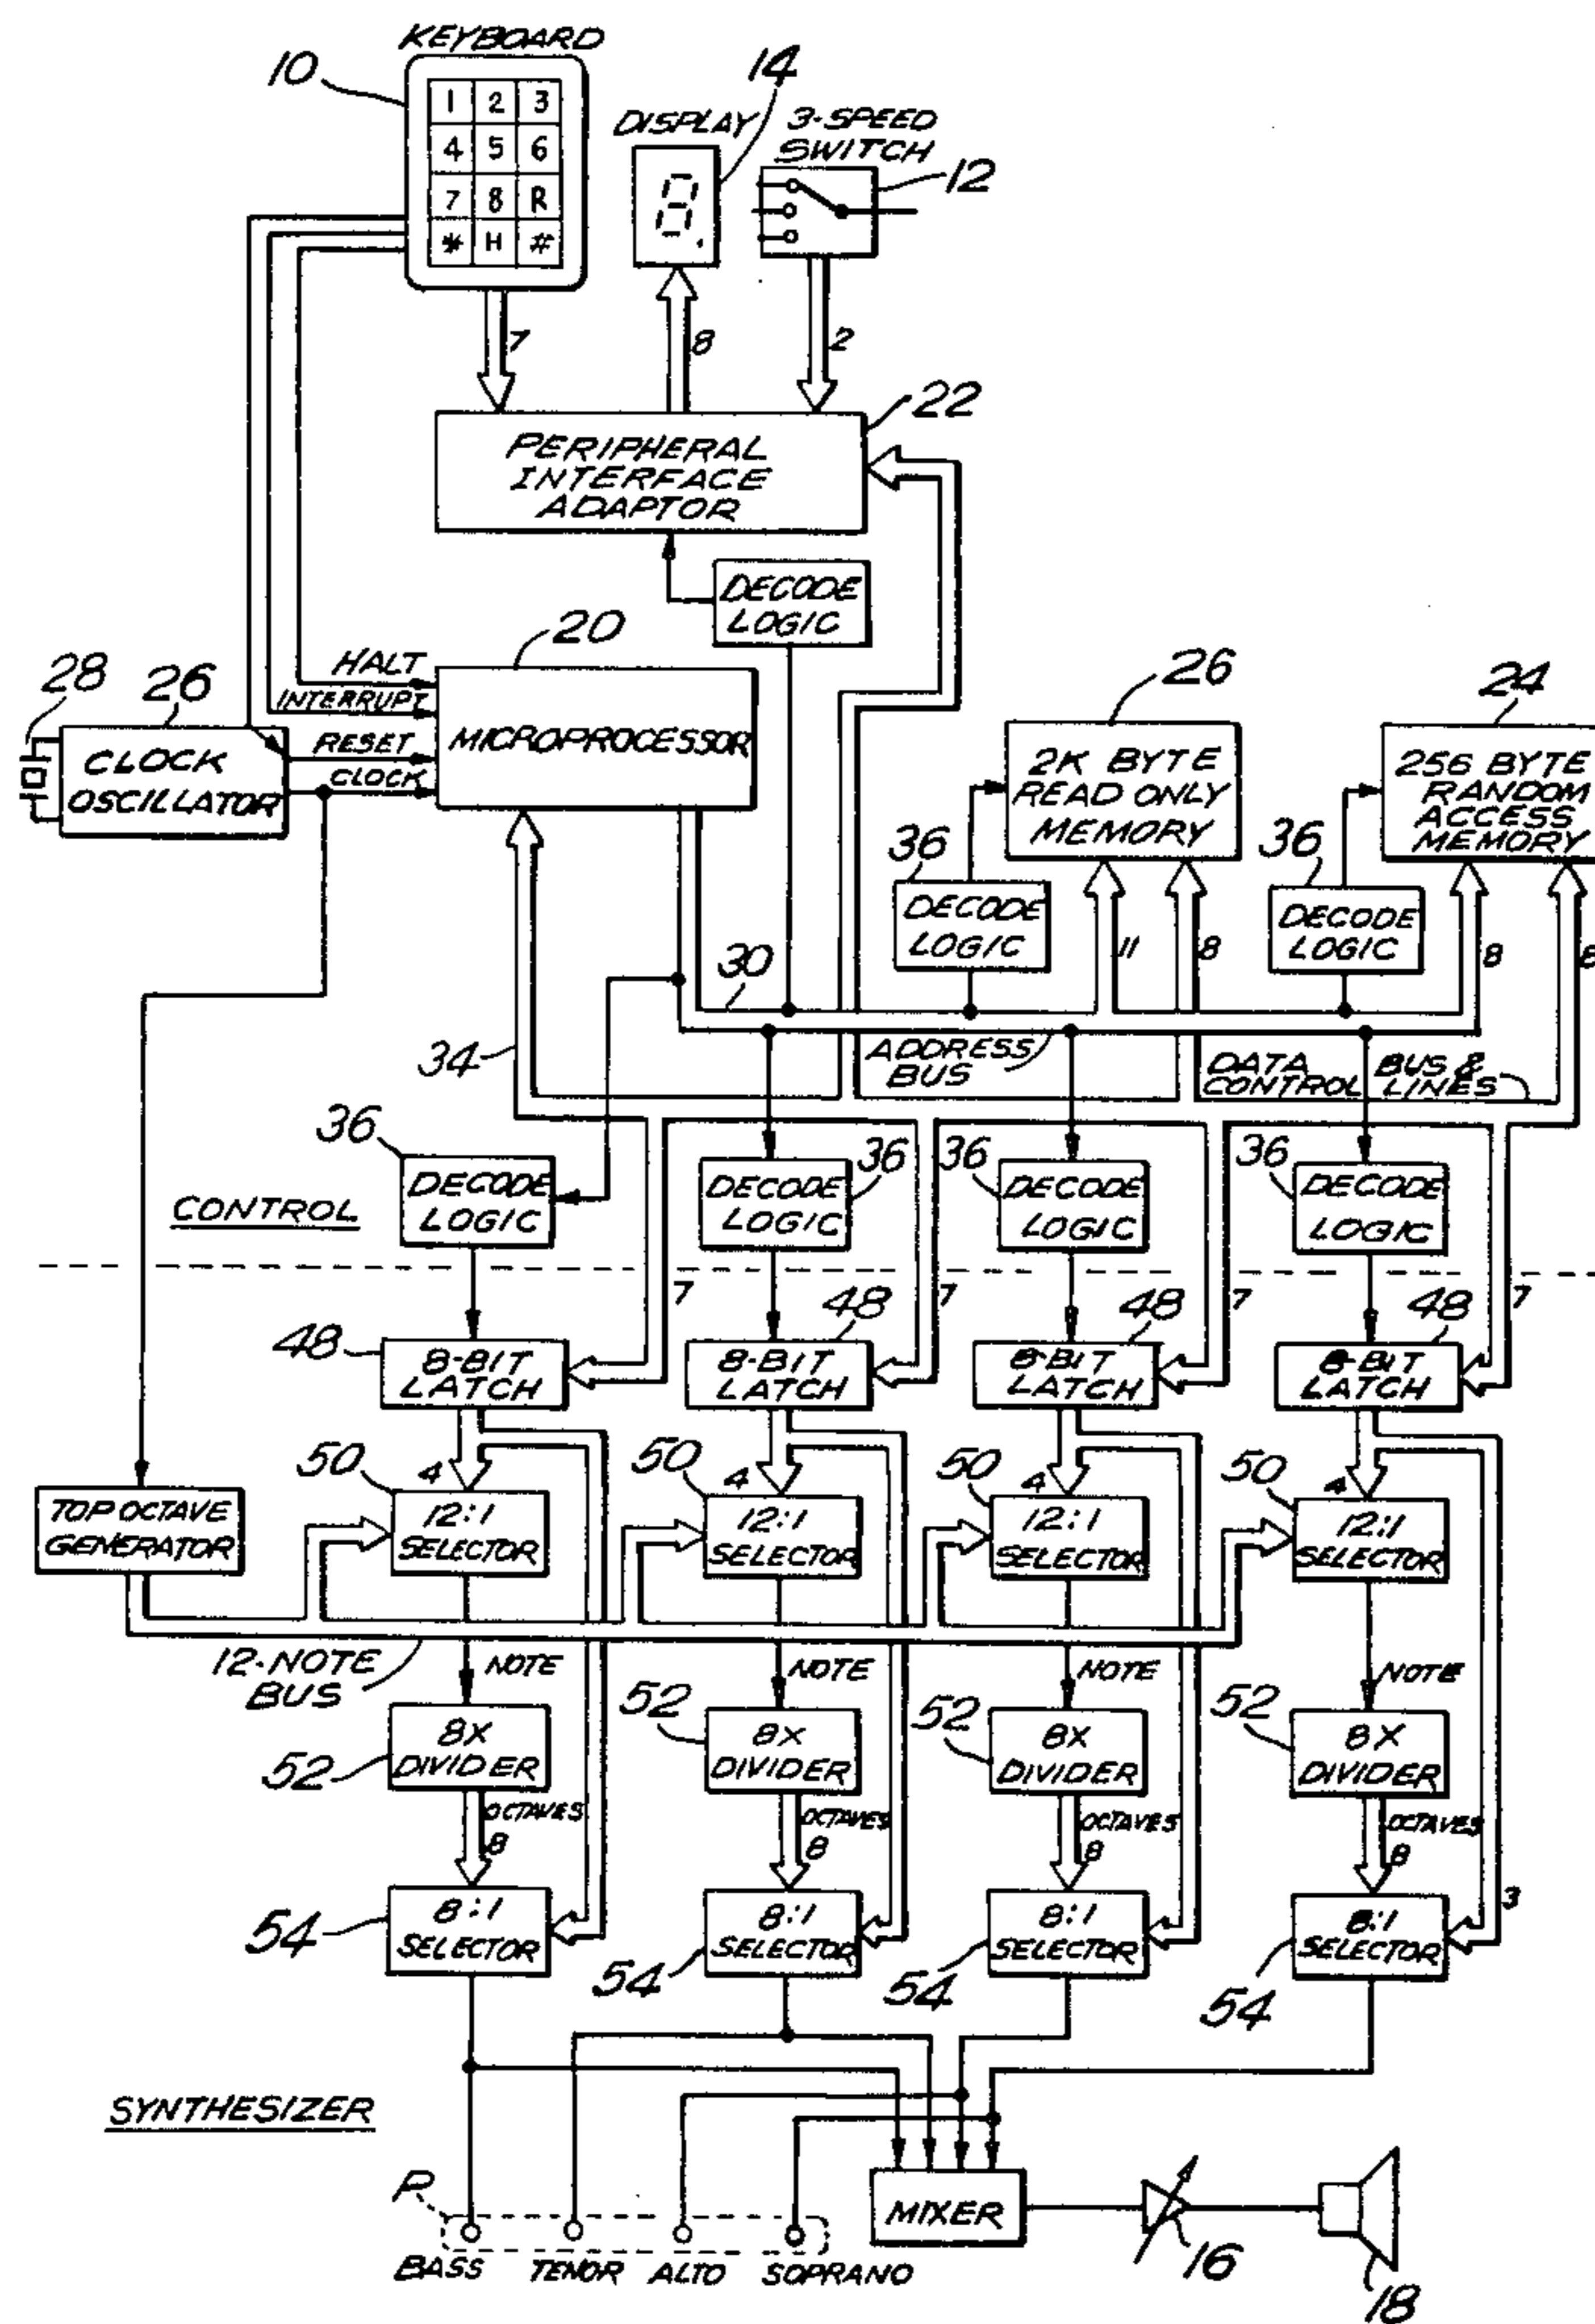 KEYBOARD
10
1 2 3
4 5 6
7 8 R
* H #
14
DISPLAY
8.
3-SPEED
SWITCH
12
7
8
2
22
PERIPHERAL
INTERFACE
ADAPTOR
DECODE
LOGIC
20
HALT
INTERRUPT
RESET
CLOCK
MICROPROCESSOR
28
26
CLOCK
OSCILLATOR
26
2K BYTE
READ ONLY
MEMORY
24
256 BYTE
RANDOM
ACCESS
MEMORY
36
DECODE
LOGIC
11
8
36
DECODE
LOGIC
8
8
30
34
ADDRESS
BUS
DATA BUS &
CONTROL LINES
36
DECODE
LOGIC
DECODE
LOGIC
36
36
DECODE
LOGIC
36
DECODE
LOGIC
CONTROL
7
7
7
7
48
8-BIT
LATCH
48
8-BIT
LATCH
48
8-BIT
LATCH
48
8-BIT
LATCH
TOP OCTAVE
GENERATOR
50
4
12:1
SELECTOR
50
4
12:1
SELECTOR
50
4
12:1
SELECTOR
50
4
12:1
SELECTOR
12-NOTE
BUS
NOTE
NOTE
NOTE
NOTE
52
8X
DIVIDER
52
8X
DIVIDER
52
8X
DIVIDER
52
8X
DIVIDER
OCTAVES
8
OCTAVES
8
OCTAVES
8
OCTAVES
8
3
54
8:1
SELECTOR
54
8:1
SELECTOR
54
8:1
SELECTOR
54
8:1
SELECTOR
SYNTHESIZER
P
BASS TENOR ALTO SOPRANO
MIXER
16
18